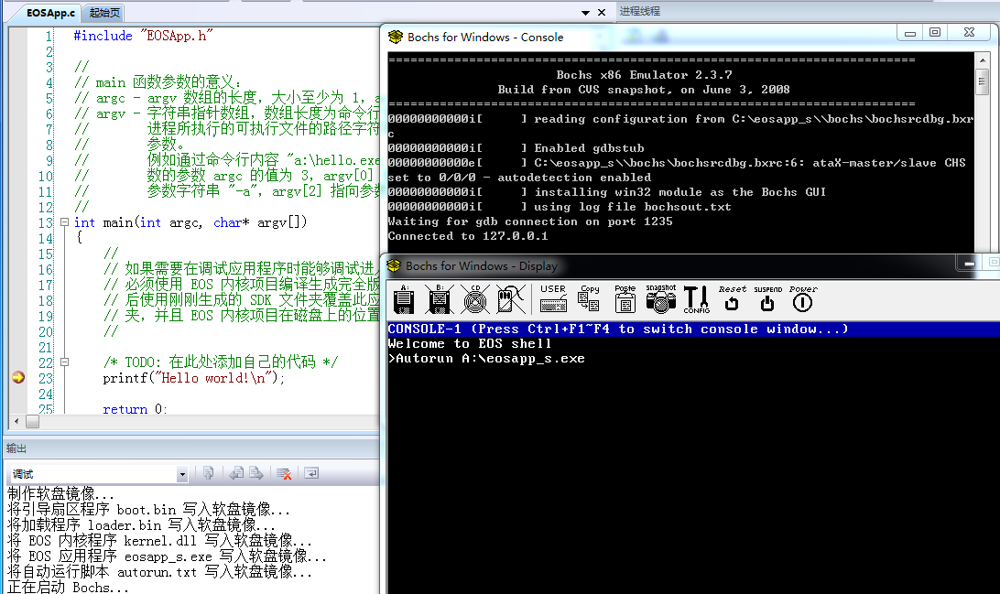 EOSApp.c 起始页
进程线程
1 #include "EOSApp.h"
2
3 //
4 // main 函数参数的意义:
5 // argc - argv 数组的长度, 大小至少为 1, a
6 // argv - 字符串指针数组, 数组长度为命令行
7 // 进程所执行的可执行文件的路径字符
8 // 参数。
9 // 例如通过命令行内容 "a:\hello.exe
10 // 数的参数 argc 的值为 3, argv[0]
11 // 参数字符串 "-a", argv[2] 指向参数
12 //
13 int main(int argc, char* argv[])
14 {
15 //
16 // 如果需要在调试应用程序时能够调试进入
17 // 必须使用 EOS 内核项目编译生成完全版
18 // 后使用刚刚生成的 SDK 文件夹覆盖此应
19 // 夹, 并且 EOS 内核项目在磁盘上的位置
20 //
21
22 /* TODO: 在此处添加自己的代码 */
23 printf("Hello world!\n");
24
25 return 0;
输出
调试
制作软盘镜像...
将引导扇区程序 boot.bin 写入软盘镜像...
将加载程序 loader.bin 写入软盘镜像...
将 EOS 内核程序 kernel.dll 写入软盘镜像...
将 EOS 应用程序 eosapp_s.exe 写入软盘镜像...
将自动运行脚本 autorun.txt 写入软盘镜像...
正在启动 Bochs...
Bochs for Windows - Console
========================================================================
Bochs x86 Emulator 2.3.7
Build from CVS snapshot, on June 3, 2008
========================================================================
00000000000i[ ] reading configuration from C:\eosapp_s\\bochs\bochsrcdbg.bxr
c
00000000000i[ ] Enabled gdbstub
00000000000e[ ] C:\eosapp_s\\bochs\bochsrcdbg.bxrc:6: ataX-master/slave CHS
set to 0/0/0 - autodetection enabled
00000000000i[ ] installing win32 module as the Bochs GUI
00000000000i[ ] using log file bochsout.txt
Waiting for gdb connection on port 1235
Connected to 127.0.0.1
Bochs for Windows - Display
A: B: CD USER Copy Paste snapshot CONFIG Reset SUSPEND Power
CONSOLE-1 (Press Ctrl+F1~F4 to switch console window...)
Welcome to EOS shell
>Autorun A:\eosapp_s.exe